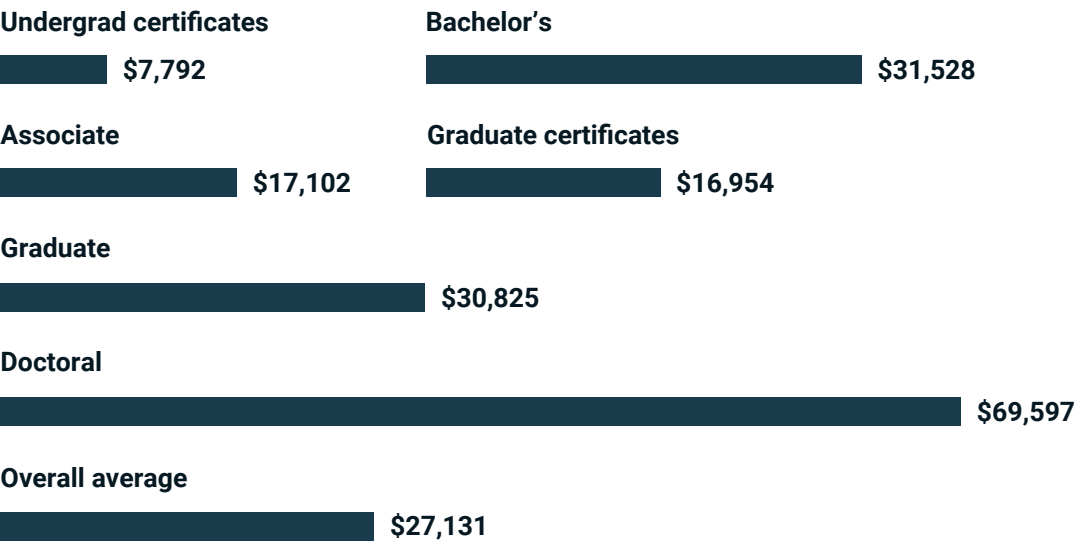 Undergrad certificates
$7,792
Bachelor’s
$31,528
Associate
$17,102
Graduate certificates
$16,954
Graduate
$30,825
Doctoral
$69,597
Overall average
$27,131